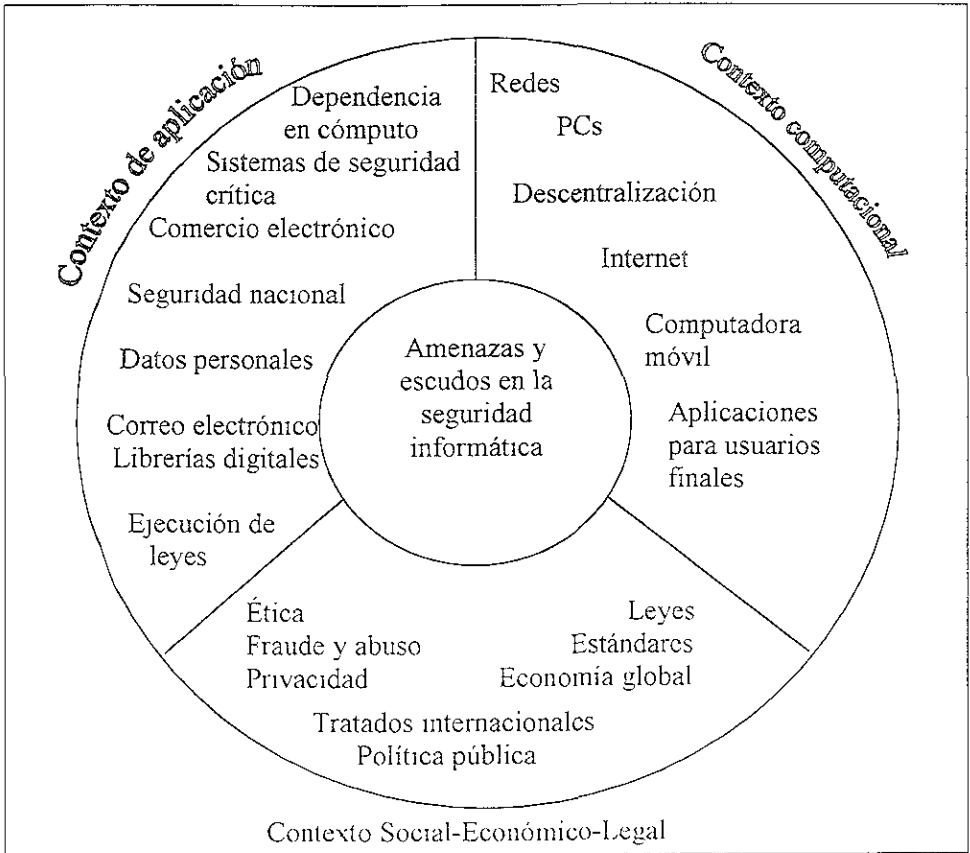 Contexto de aplicación
Dependencia
en cómputo
Sistemas de seguridad
crítica
Comercio electrónico
Seguridad nacional
Datos personales
Correo electrónico
Librerías digitales
Ejecución de
leyes
Contexto computacional
Redes
PCs
Descentralización
Internet
Computadora
móvil
Aplicaciones
para usuarios
finales
Amenazas y
escudos en la
seguridad
informática
Ética
Fraude y abuso
Privacidad
Leyes
Estándares
Economía global
Tratados internacionales
Política pública
Contexto Social-Económico-Legal